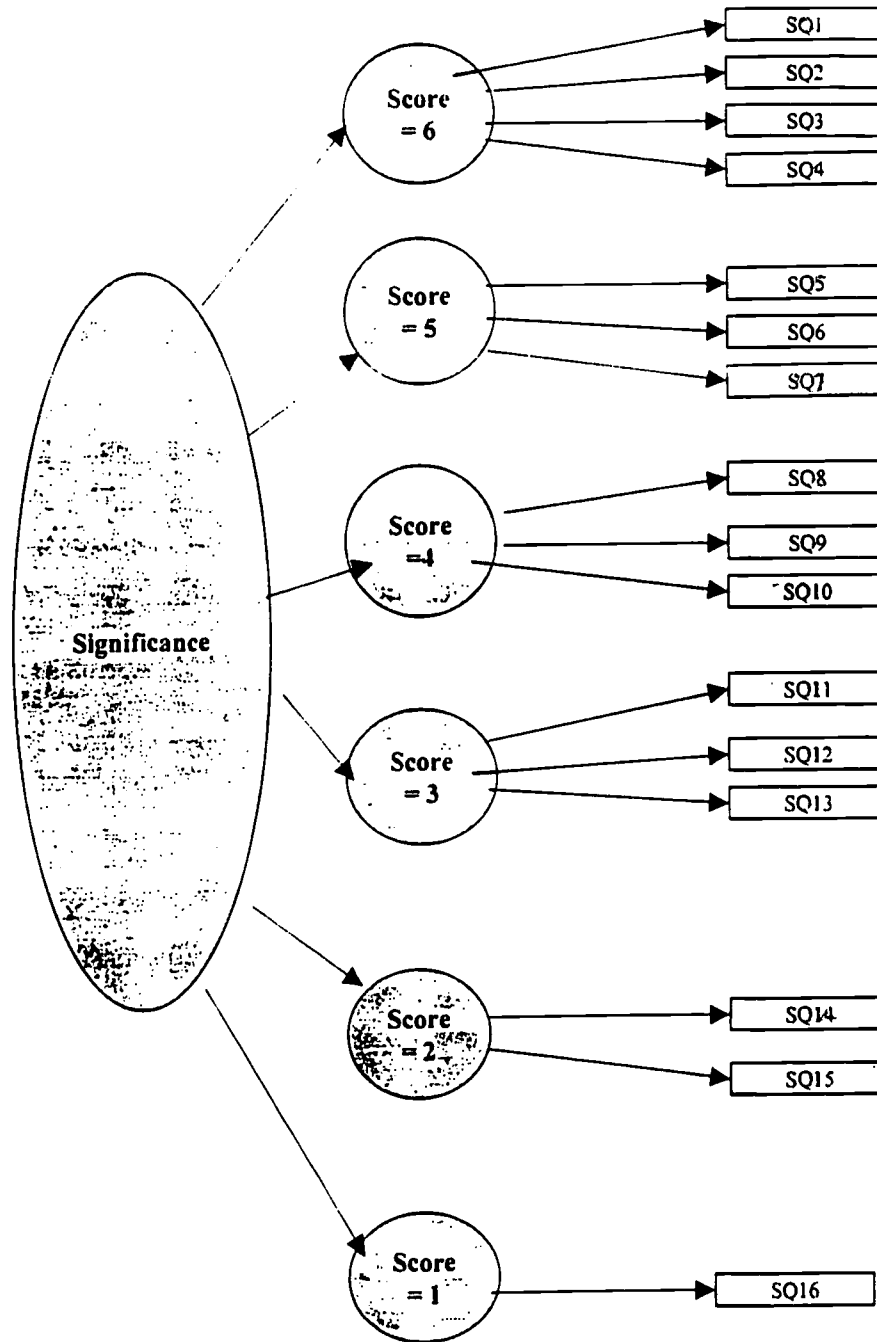 Significance
Score
= 6
SQ1
SQ2
SQ3
SQ4
Score
= 5
SQ5
SQ6
SQ7
Score
=4
SQ8
SQ9
SQ10
Score
= 3
SQ11
SQ12
SQ13
Score
= 2
SQ14
SQ15
Score
= 1
SQ16